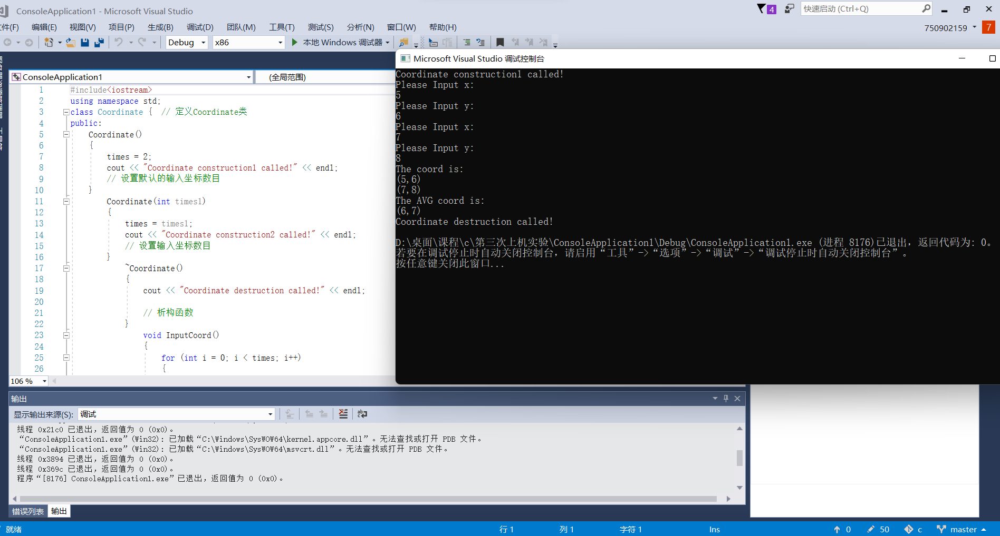 ConsoleApplication1 - Microsoft Visual Studio
4
快速启动 (Ctrl+Q)
件(F) 编辑(E) 视图(V) 项目(P) 生成(B) 调试(D) 团队(M) 工具(T) 测试(S) 分析(N) 窗口(W) 帮助(H)
750902159 7
Debug x86 本地 Windows 调试器
ConsoleApplication1 (全局范围)
1 #include<iostream>
2 using namespace std;
3 class Coordinate { // 定义Coordinate类
4 public:
5 Coordinate()
6 {
7 times = 2;
8 cout << "Coordinate construction1 called!" << endl;
9 // 设置默认的输入坐标数目
10 }
11 Coordinate(int times1)
12 {
13 times = times1;
14 cout << "Coordinate construction2 called!" << endl;
15 // 设置输入坐标数目
16 }
17 ~Coordinate()
18 {
19 cout << "Coordinate destruction called!" << endl;
20
21 // 析构函数
22 }
23 void InputCoord()
24 {
25 for (int i = 0; i < times; i++)
26 {
106 %
Microsoft Visual Studio 调试控制台
Coordinate construction1 called!
Please Input x:
5
Please Input y:
6
Please Input x:
7
Please Input y:
8
The coord is:
(5,6)
(7,8)
The AVG coord is:
(6,7)
Coordinate destruction called!
D:\桌面\课程\c\第三次上机实验\ConsoleApplication1\Debug\ConsoleApplication1.exe (进程 8176)已退出，返回代码为: 0。
若要在调试停止时自动关闭控制台，请启用“工具”->“选项”->“调试”->“调试停止时自动关闭控制台”。
按任意键关闭此窗口...
输出
显示输出来源(S): 调试
线程 0x21c0 已退出，返回值为 0 (0x0)。
“ConsoleApplication1.exe”(Win32): 已加载“C:\Windows\SysWOW64\kernel.appcore.dll”。无法查找或打开 PDB 文件。
“ConsoleApplication1.exe”(Win32): 已加载“C:\Windows\SysWOW64\msvcrt.dll”。无法查找或打开 PDB 文件。
线程 0x3894 已退出，返回值为 0 (0x0)。
线程 0x369c 已退出，返回值为 0 (0x0)。
程序“[8176] ConsoleApplication1.exe”已退出，返回值为 0 (0x0)。
错误列表 输出
就绪 行 1 列 1 字符 1 Ins 0 50 c master